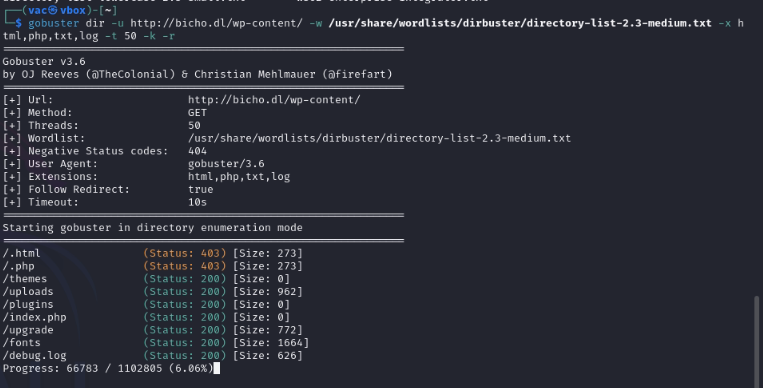 ┌──(vac㉿vbox)-[~]
└─$ gobuster dir -u http://bicho.dl/wp-content/ -w /usr/share/wordlists/dirbuster/directory-list-2.3-medium.txt -x h
tml,php,txt,log -t 50 -k -r
===============================================================
Gobuster v3.6
by OJ Reeves (@TheColonial) & Christian Mehlmauer (@firefart)
===============================================================
[+] Url:                     http://bicho.dl/wp-content/
[+] Method:                  GET
[+] Threads:                 50
[+] Wordlist:                /usr/share/wordlists/dirbuster/directory-list-2.3-medium.txt
[+] Negative Status codes:   404
[+] User Agent:              gobuster/3.6
[+] Extensions:              html,php,txt,log
[+] Follow Redirect:         true
[+] Timeout:                 10s
===============================================================
Starting gobuster in directory enumeration mode
===============================================================
/.html                (Status: 403) [Size: 273]
/.php                 (Status: 403) [Size: 273]
/themes               (Status: 200) [Size: 0]
/uploads              (Status: 200) [Size: 962]
/plugins              (Status: 200) [Size: 0]
/index.php            (Status: 200) [Size: 0]
/upgrade              (Status: 200) [Size: 772]
/fonts                (Status: 200) [Size: 1664]
/debug.log            (Status: 200) [Size: 626]
Progress: 66783 / 1102805 (6.06%)